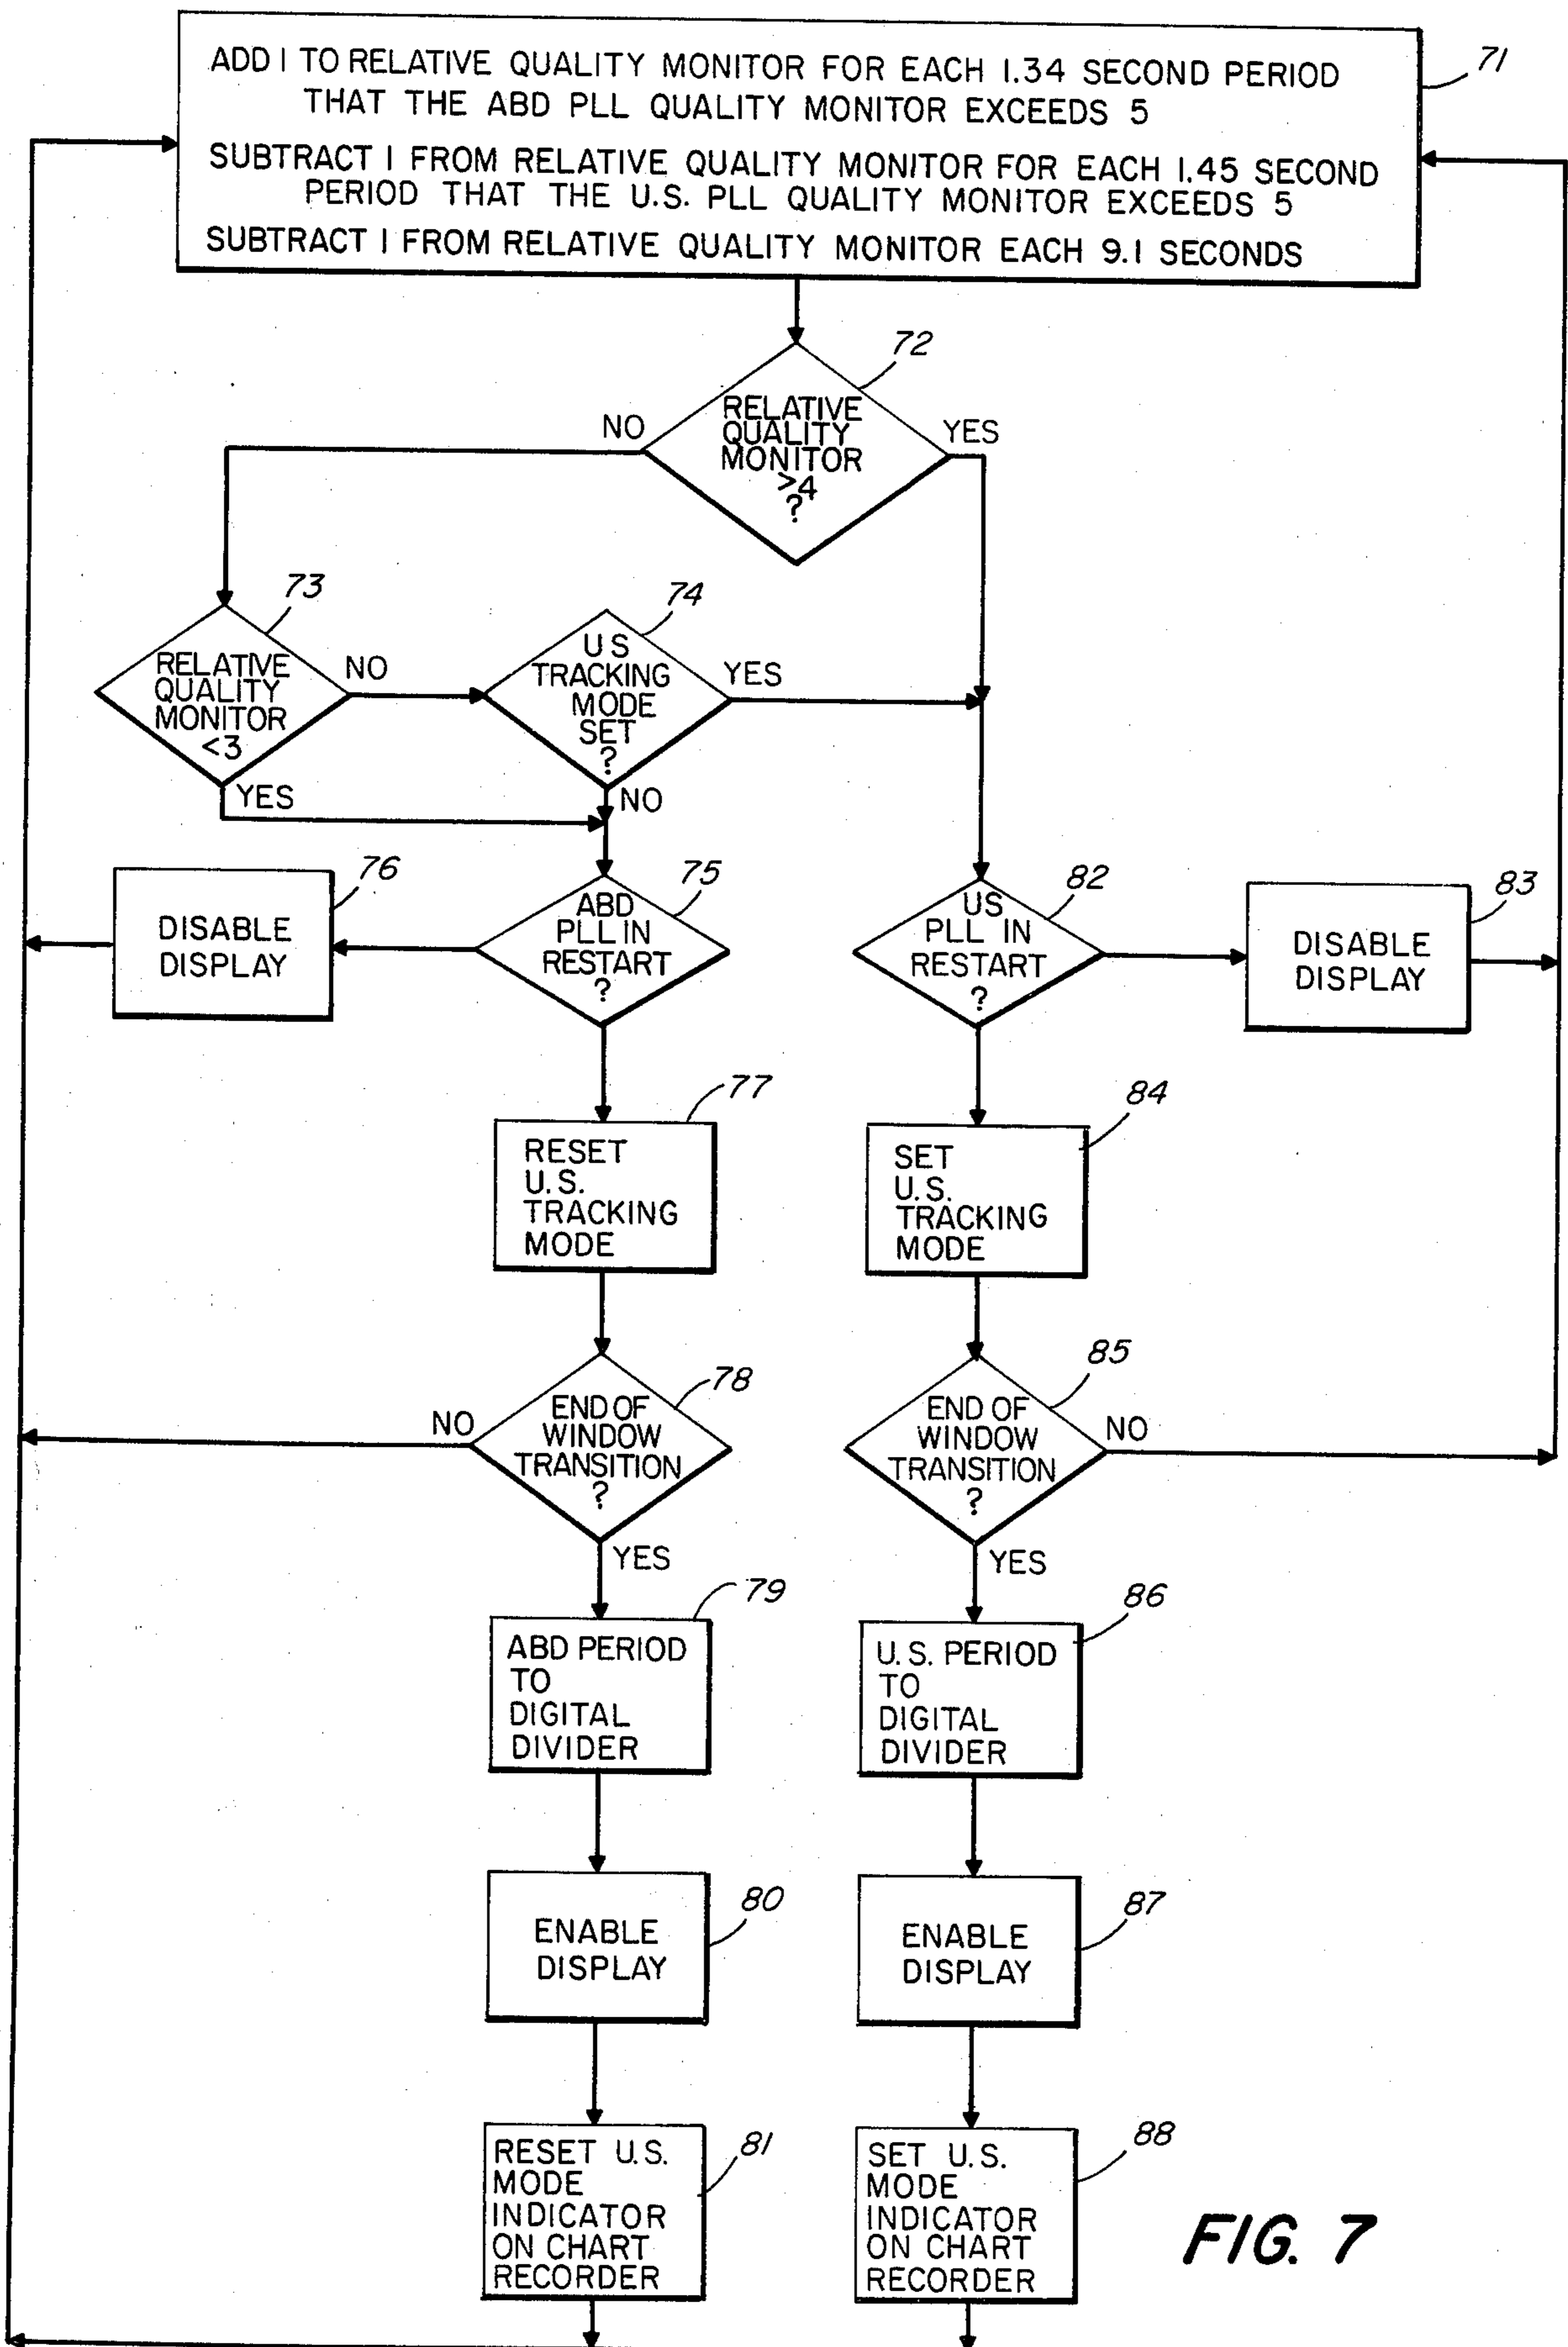 ADD 1 TO RELATIVE QUALITY MONITOR FOR EACH 1.34 SECOND PERIOD
THAT THE ABD PLL QUALITY MONITOR EXCEEDS 5
SUBTRACT 1 FROM RELATIVE QUALITY MONITOR FOR EACH 1.45 SECOND
PERIOD THAT THE U.S. PLL QUALITY MONITOR EXCEEDS 5
SUBTRACT 1 FROM RELATIVE QUALITY MONITOR EACH 9.1 SECONDS
71
72
RELATIVE
QUALITY
MONITOR
>4
?
NO
YES
73
RELATIVE
QUALITY
MONITOR
<3
NO
YES
74
U S
TRACKING
MODE
SET
?
YES
NO
76
DISABLE
DISPLAY
75
ABD
PLL IN
RESTART
?
82
US
PLL IN
RESTART
?
83
DISABLE
DISPLAY
77
RESET
U.S.
TRACKING
MODE
84
SET
U.S.
TRACKING
MODE
78
END OF
WINDOW
TRANSITION
?
NO
YES
85
END OF
WINDOW
TRANSITION
?
NO
YES
79
ABD PERIOD
TO
DIGITAL
DIVIDER
86
U.S. PERIOD
TO
DIGITAL
DIVIDER
80
ENABLE
DISPLAY
87
ENABLE
DISPLAY
81
RESET U.S.
MODE
INDICATOR
ON CHART
RECORDER
88
SET U.S.
MODE
INDICATOR
ON CHART
RECORDER
FIG. 7